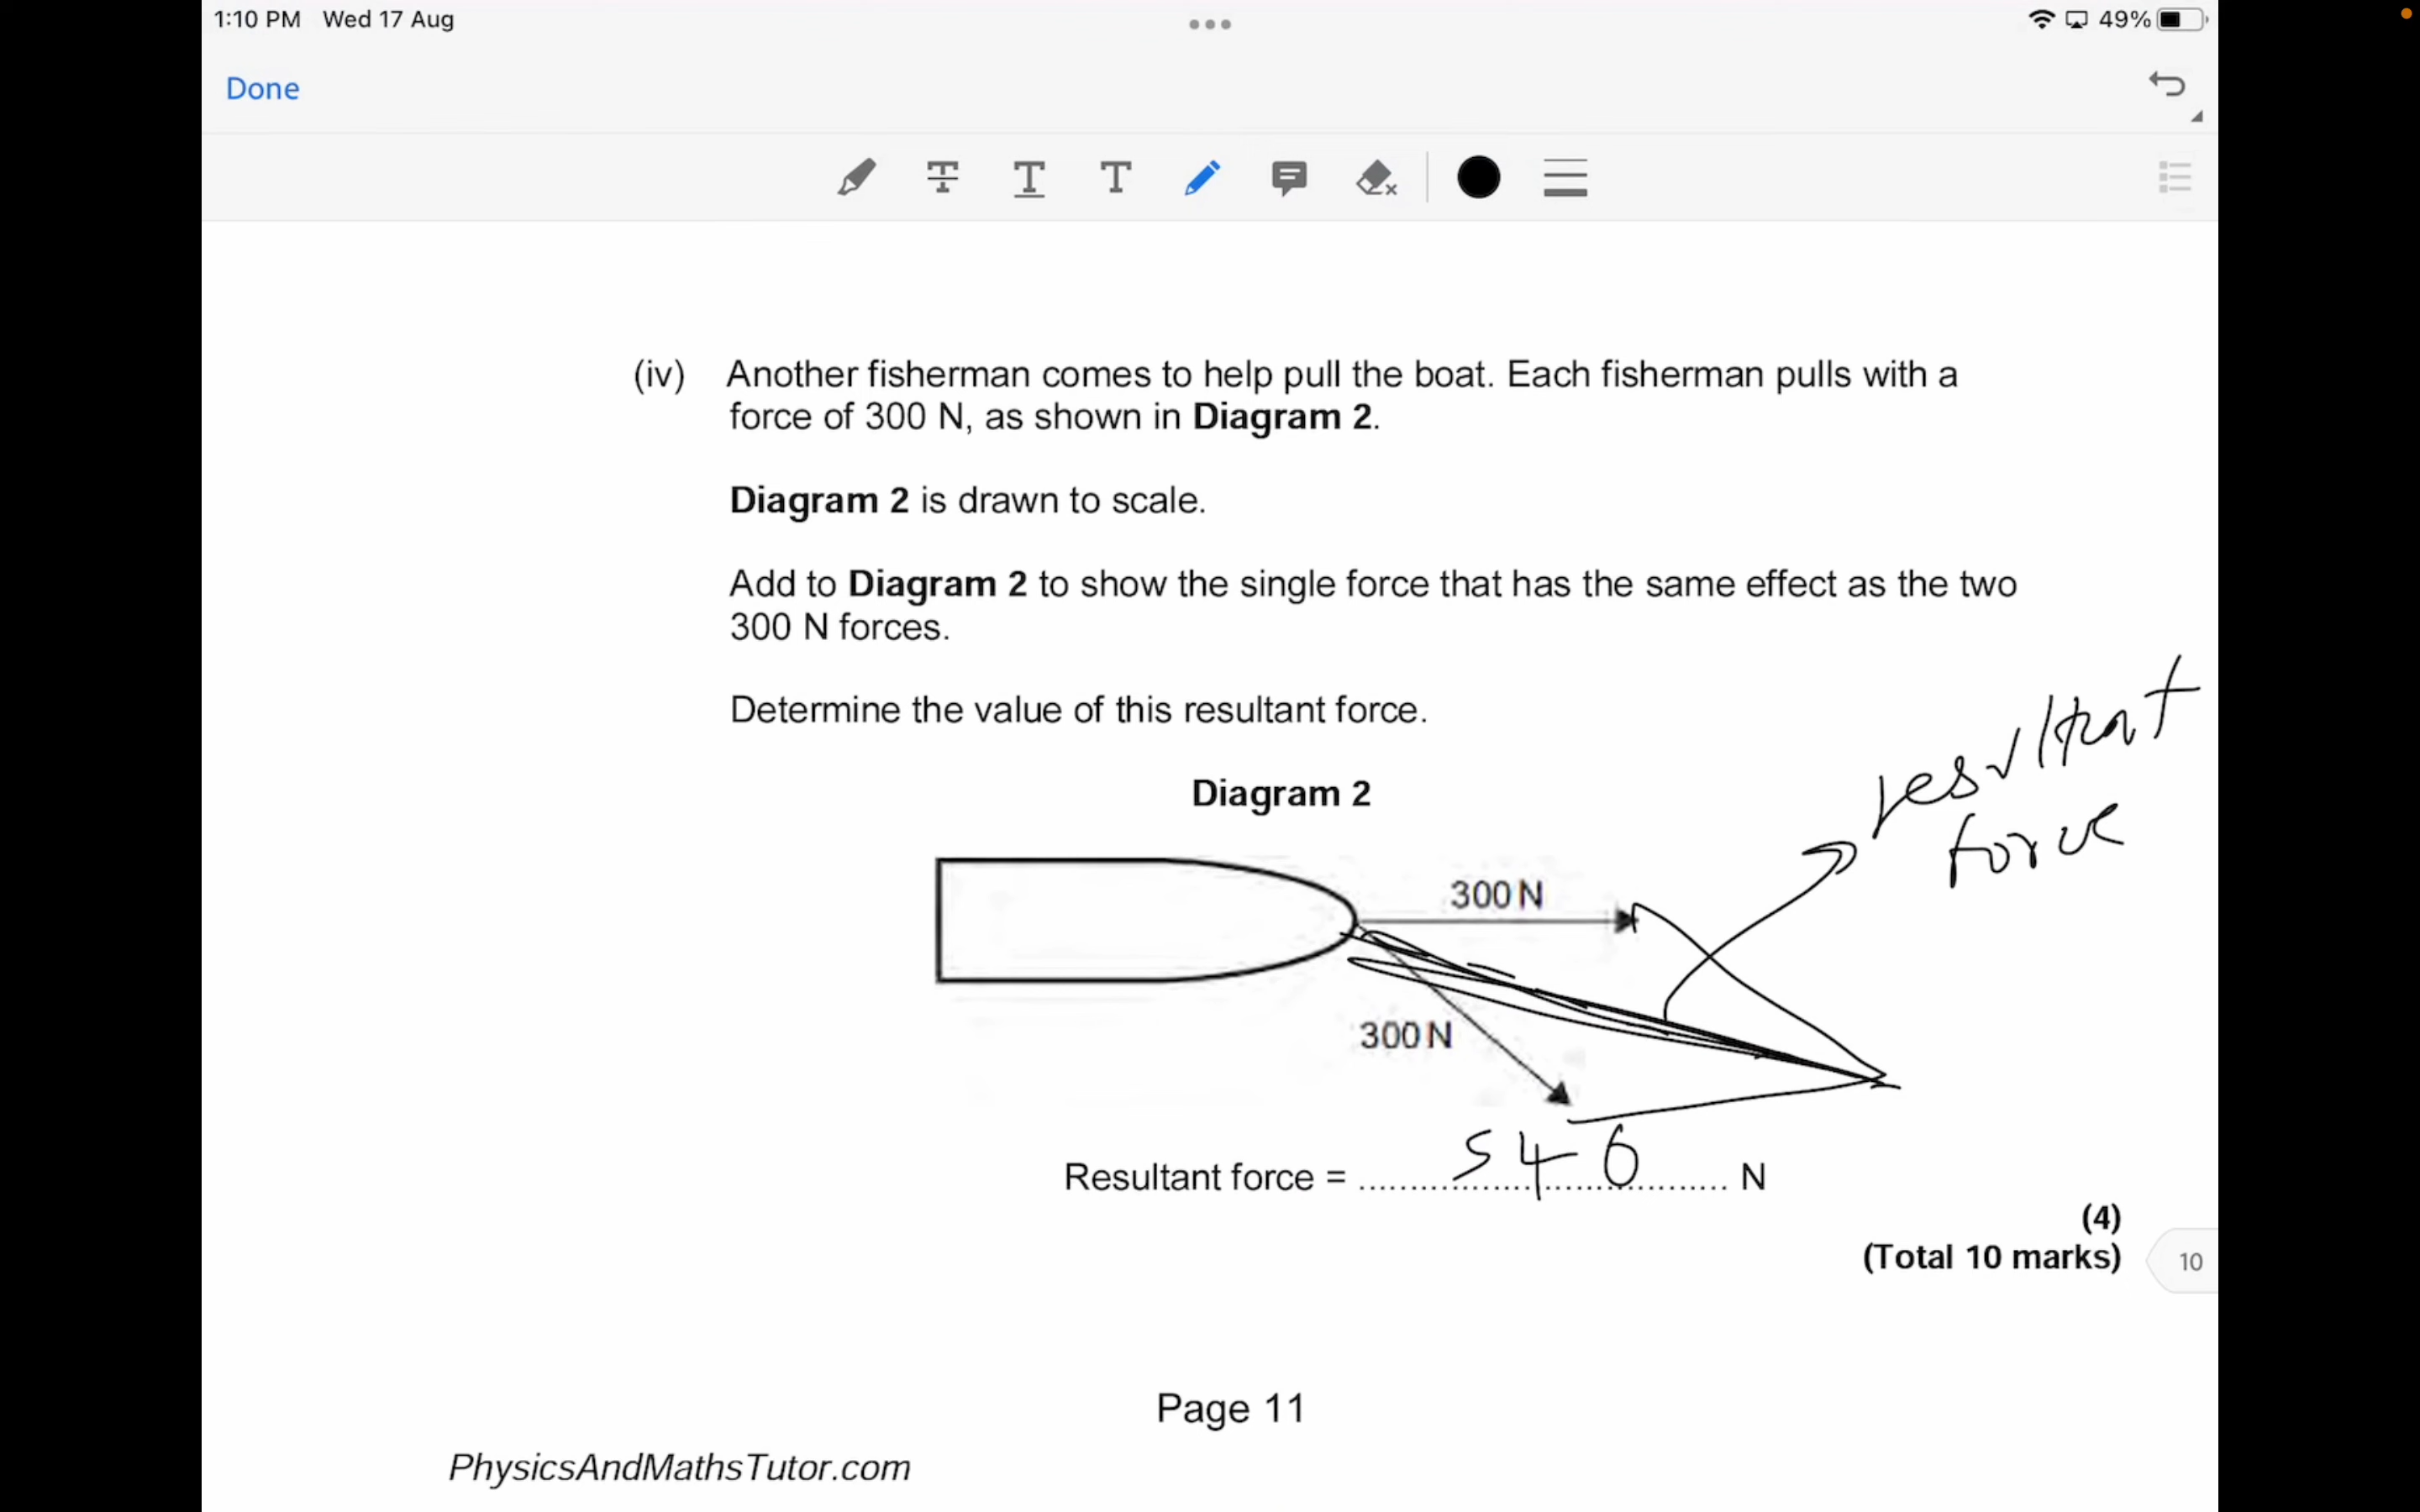 1:10 PM Wed 17 Aug
49%
Done
(iv) Another fisherman comes to help pull the boat. Each fisherman pulls with a
force of 300 N, as shown in Diagram 2.
Diagram 2 is drawn to scale.
Add to Diagram 2 to show the single force that has the same effect as the two
300 N forces.
Determine the value of this resultant force.
resultant
force
Diagram 2
300 N
300 N
Resultant force = ........546........ N
(4)
(Total 10 marks)
10
Page 11
PhysicsAndMathsTutor.com